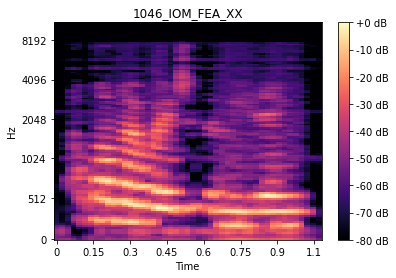 1046_IOM_FEA_XX
Hz
8192
4096
2048
1024
512
0
0 0.15 0.3 0.45 0.6 0.75 0.9 1.1
Time
+0 dB
-10 dB
-20 dB
-30 dB
-40 dB
-50 dB
-60 dB
-70 dB
-80 dB